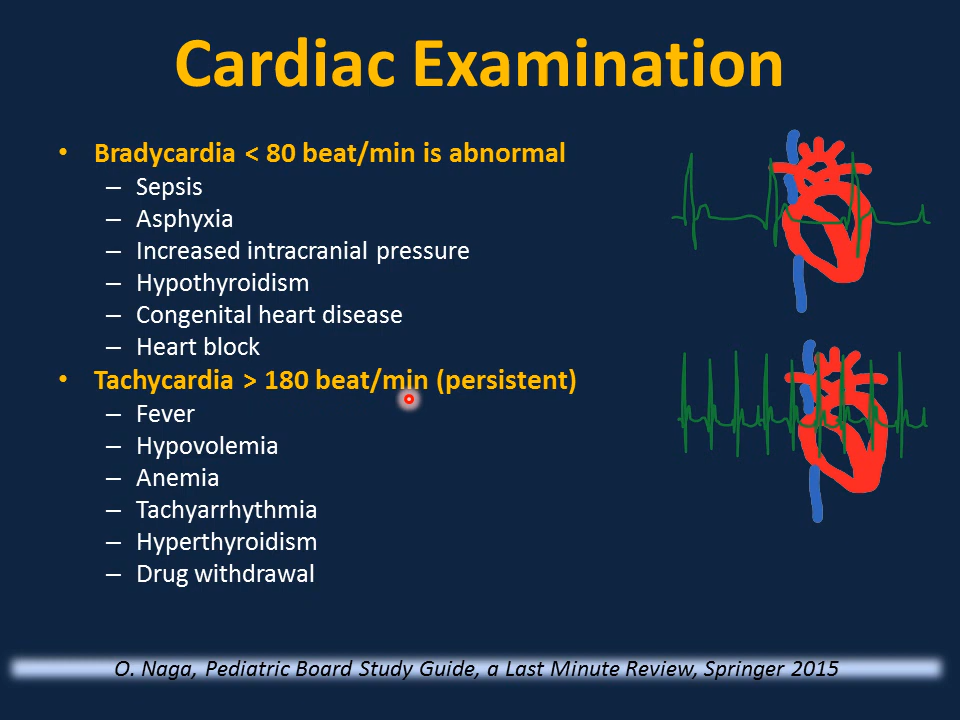 Cardiac Examination
• Bradycardia < 80 beat/min is abnormal
– Sepsis
– Asphyxia
– Increased intracranial pressure
– Hypothyroidism
– Congenital heart disease
– Heart block
• Tachycardia > 180 beat/min (persistent)
– Fever
– Hypovolemia
– Anemia
– Tachyarrhythmia
– Hyperthyroidism
– Drug withdrawal
O. Naga, Pediatric Board Study Guide, a Last Minute Review, Springer 2015